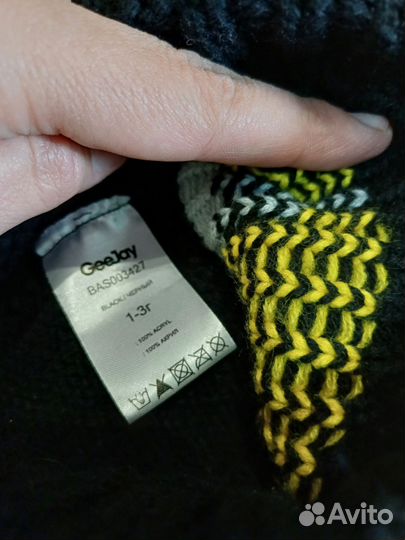 GeeJay
BAS003427
BLACK / ЧЕРНЫЙ
1-3г
: 100% ACRYL
: 100% АКРИЛ
Avito